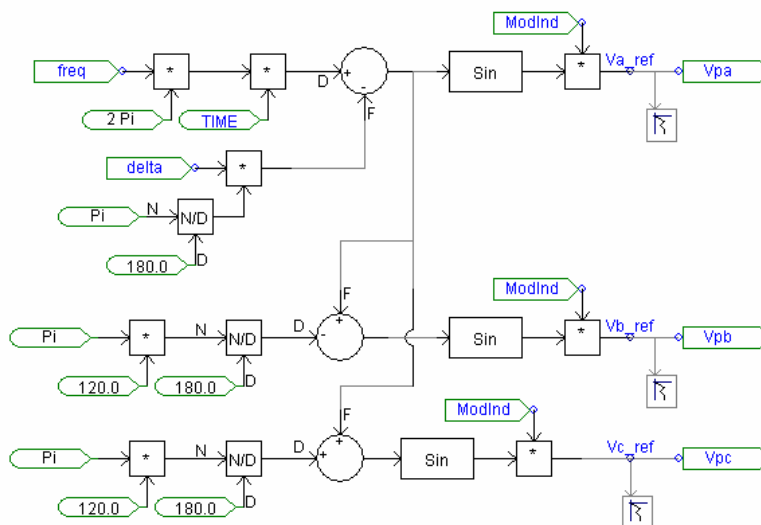 ModInd
freq
*
*
D
+
-
Sin
*
Va_ref
Vpa
2 Pi
TIME
F
delta
*
Pi
N
N/D
180.0
D
ModInd
F
Pi
*
N
N/D
D
-
+
Sin
*
Vb_ref
Vpb
120.0
180.0
D
ModInd
F
Pi
*
N
N/D
D
+
+
Sin
*
Vc_ref
Vpc
120.0
180.0
D